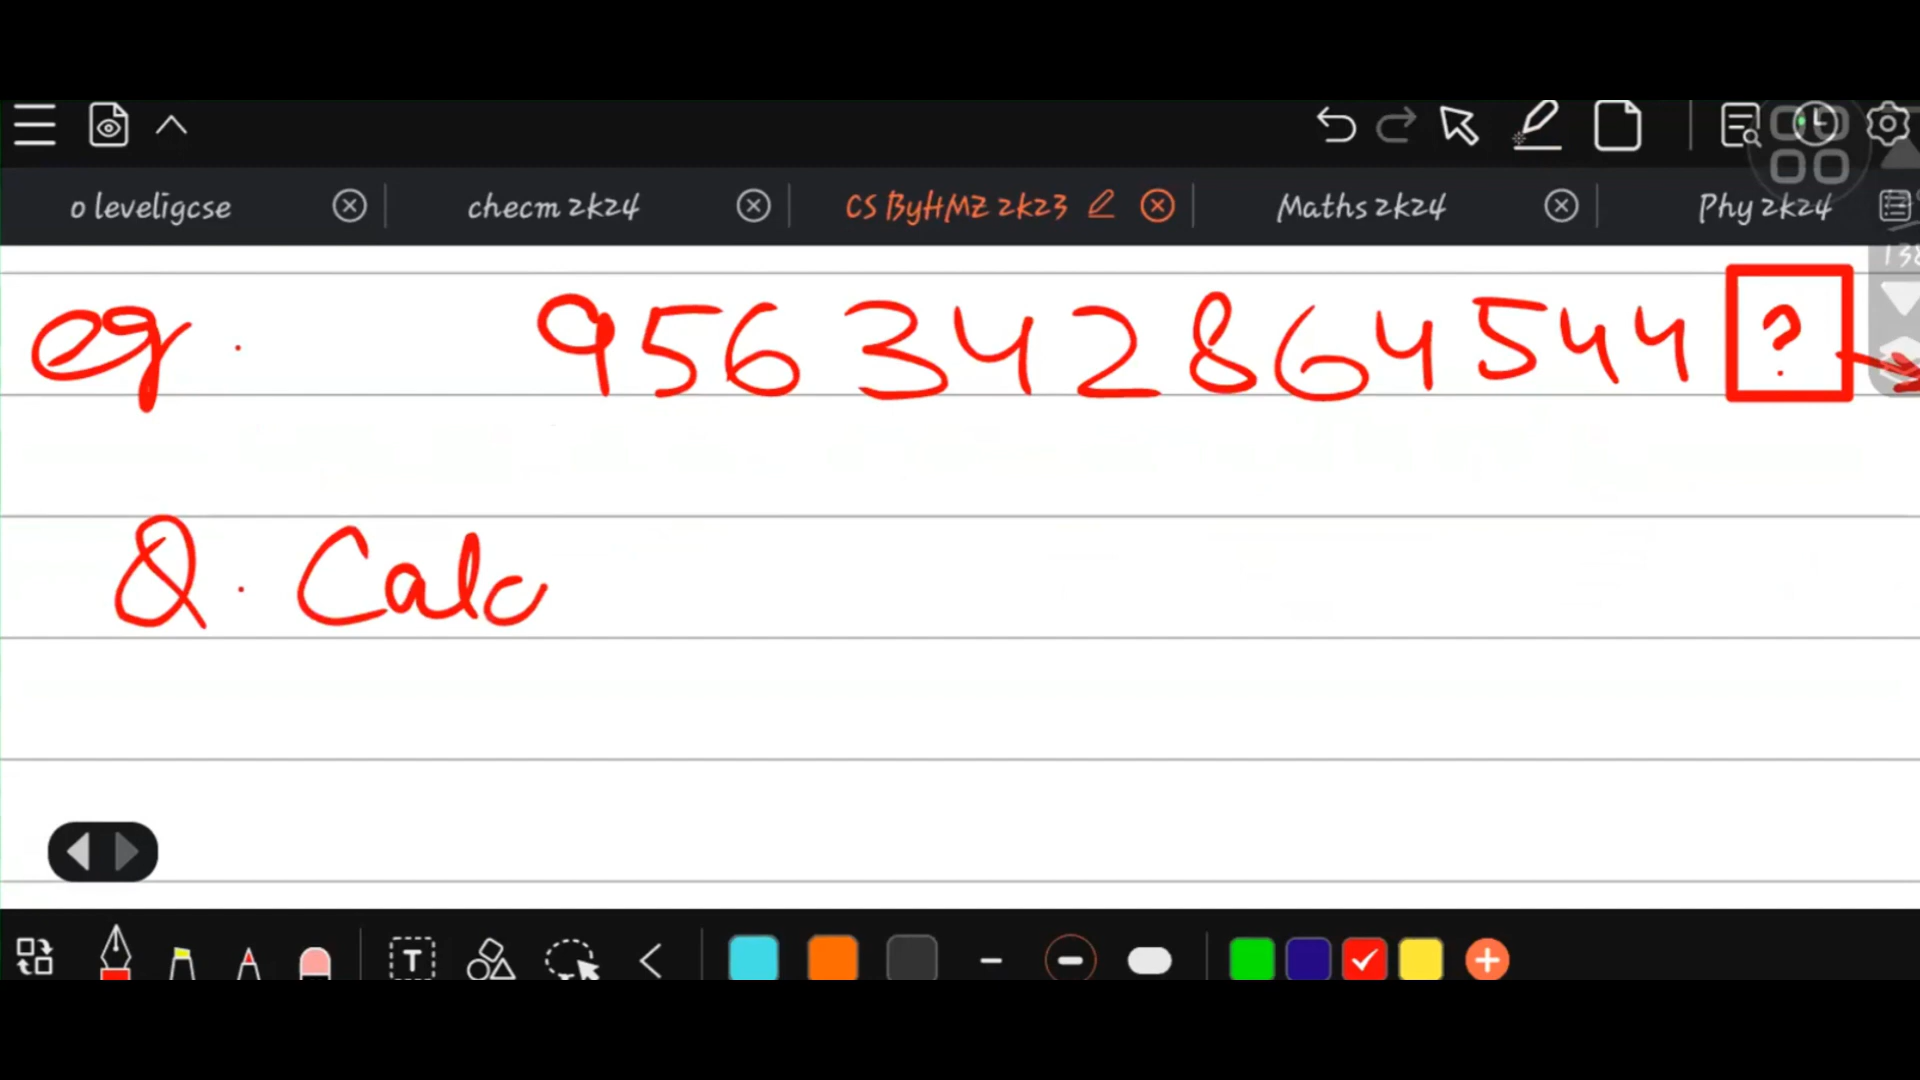 o leveligcse checm 2k24 CS ByHMZ 2k23 Maths 2k24 Phy 2k24
eg. 956342864544 ?
Q. Calc